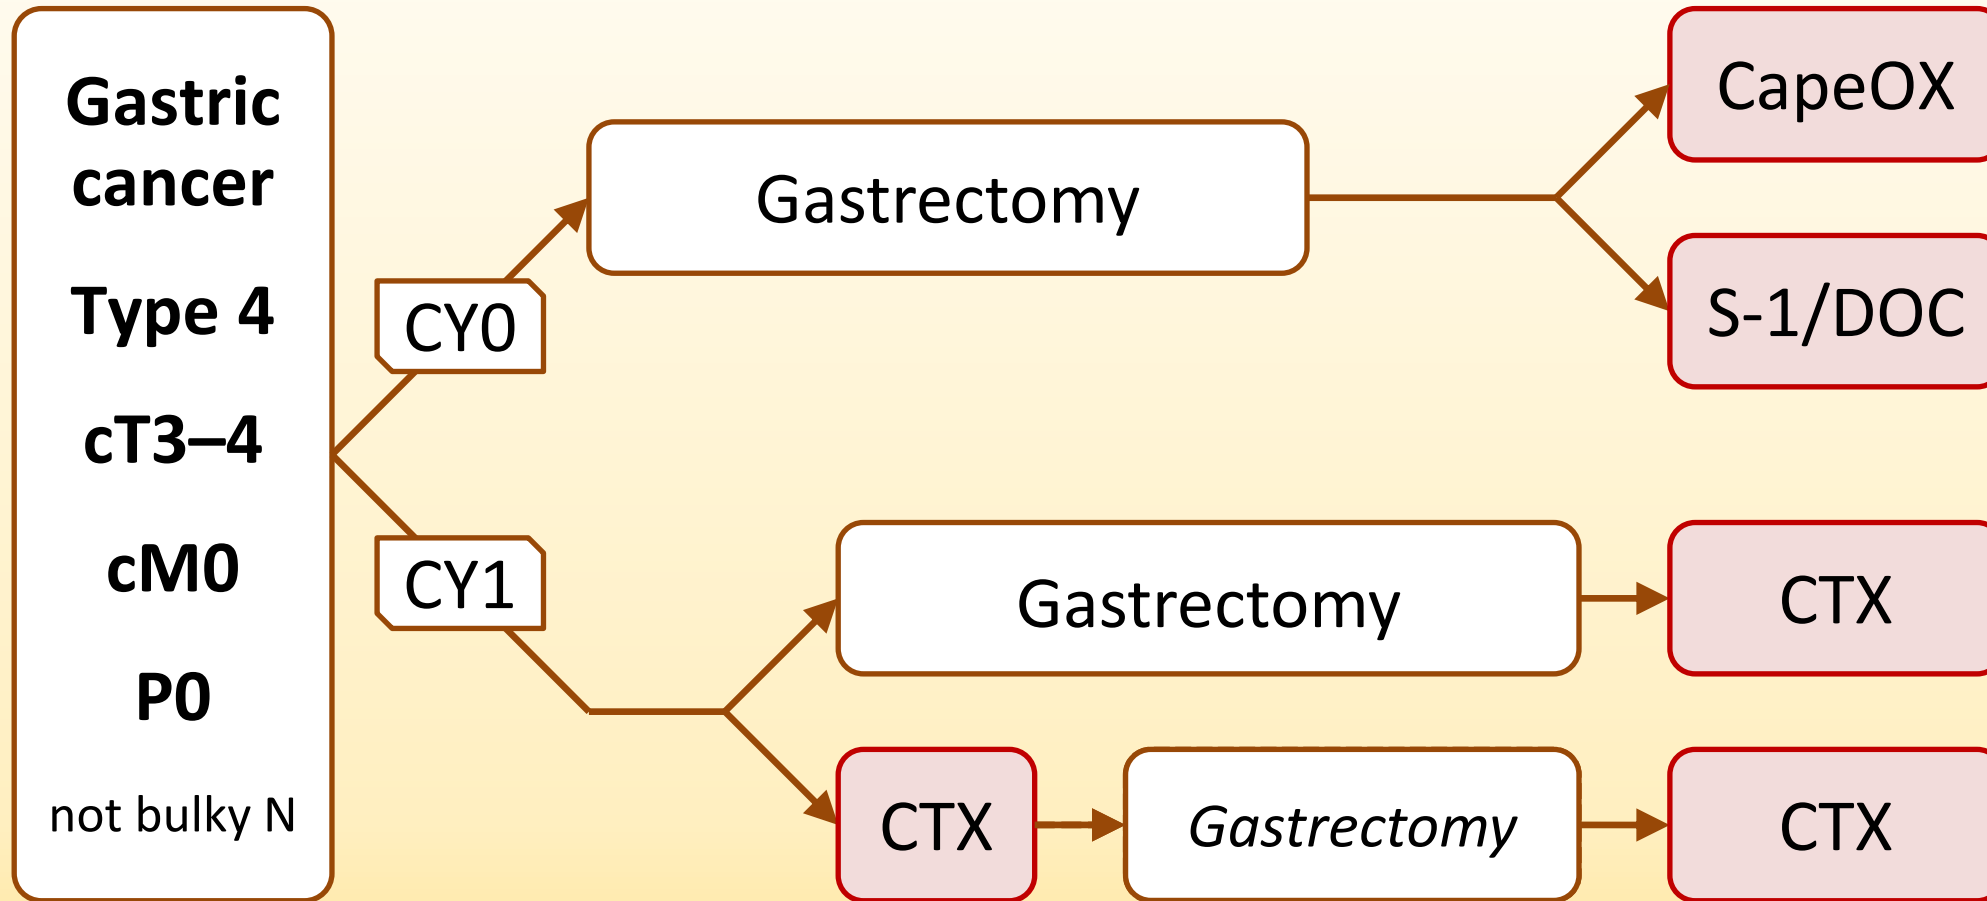 Gastric
cancer
Type 4
cT3–4
cM0
P0
not bulky N
CY0
Gastrectomy
CapeOX
S-1/DOC
CY1
Gastrectomy
CTX
CTX
Gastrectomy
CTX